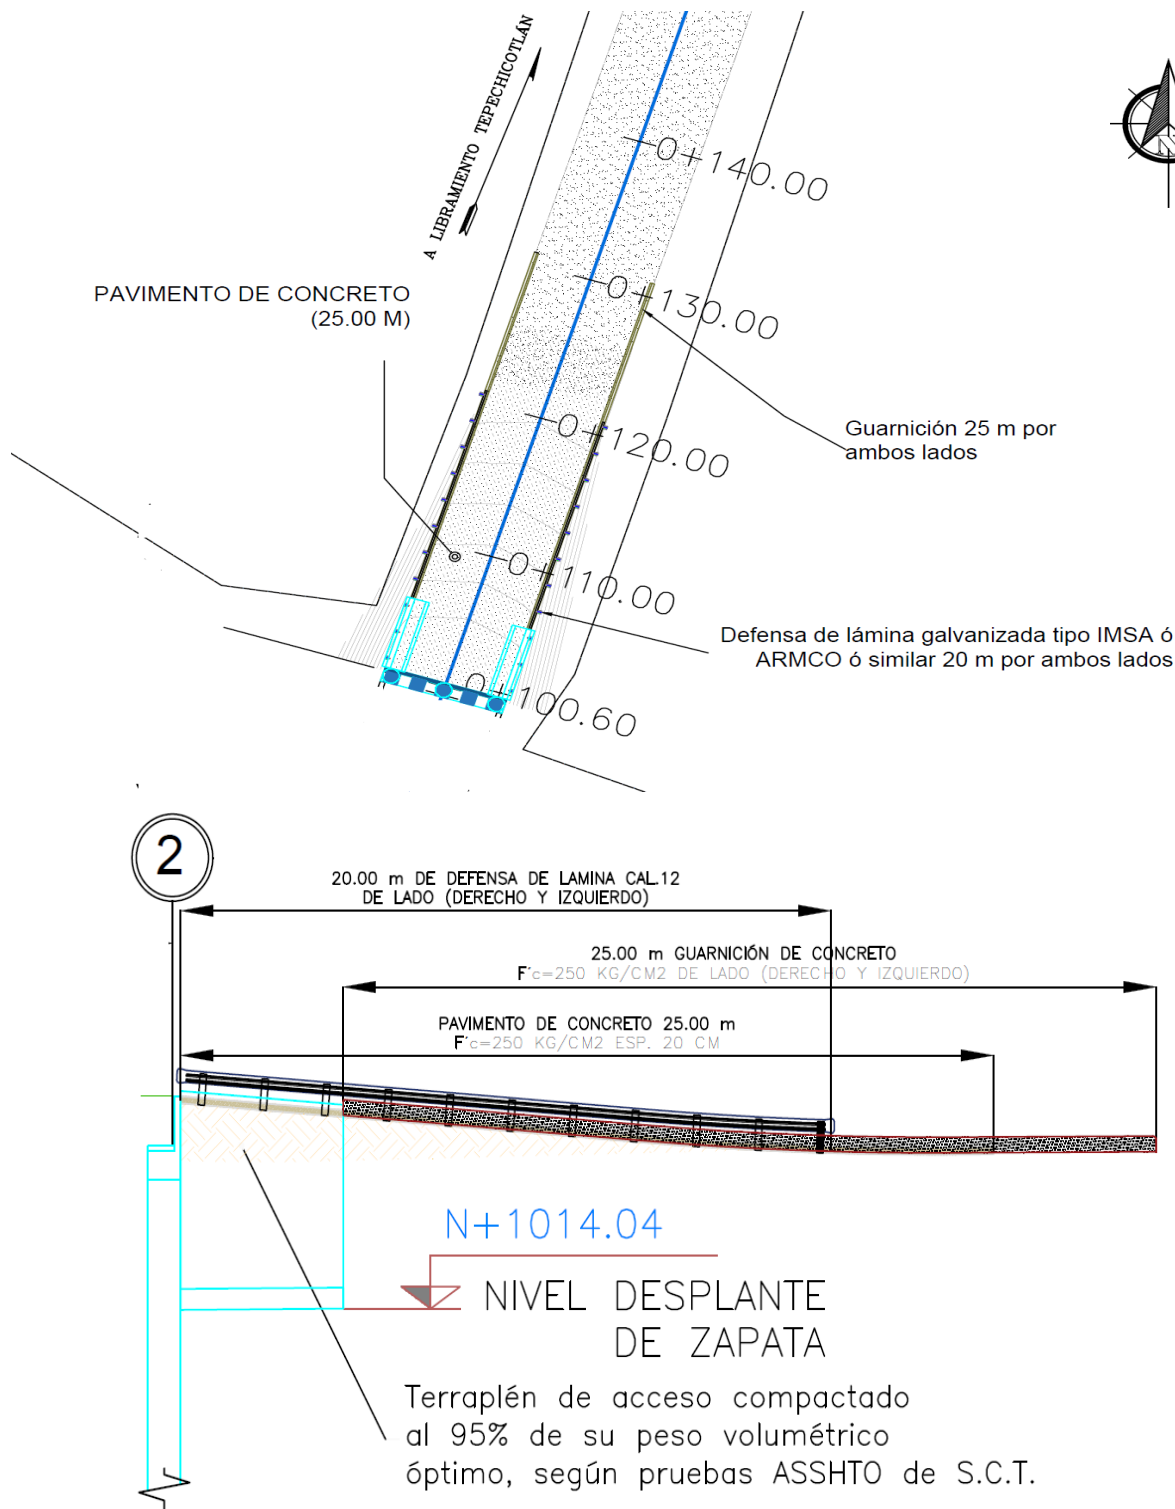 A LIBRAMIENTO TEPECHICOTLÁN
0+140.00
PAVIMENTO DE CONCRETO
(25.00 M)
0+130.00
Guarnición 25 m por
ambos lados
0+120.00
0+110.00
Defensa de lámina galvanizada tipo IMSA ó
ARMCO ó similar 20 m por ambos lados
0+100.60
N
2
20.00 m DE DEFENSA DE LAMINA CAL.12
DE LADO (DERECHO Y IZQUIERDO)
25.00 m GUARNICIÓN DE CONCRETO
F´c=250 KG/CM2 DE LADO (DERECHO Y IZQUIERDO)
PAVIMENTO DE CONCRETO 25.00 m
F´c=250 KG/CM2 ESP. 20 CM
N+1014.04
NIVEL DESPLANTE
DE ZAPATA
Terraplén de acceso compactado
al 95% de su peso volumétrico
óptimo, según pruebas ASSHTO de S.C.T.